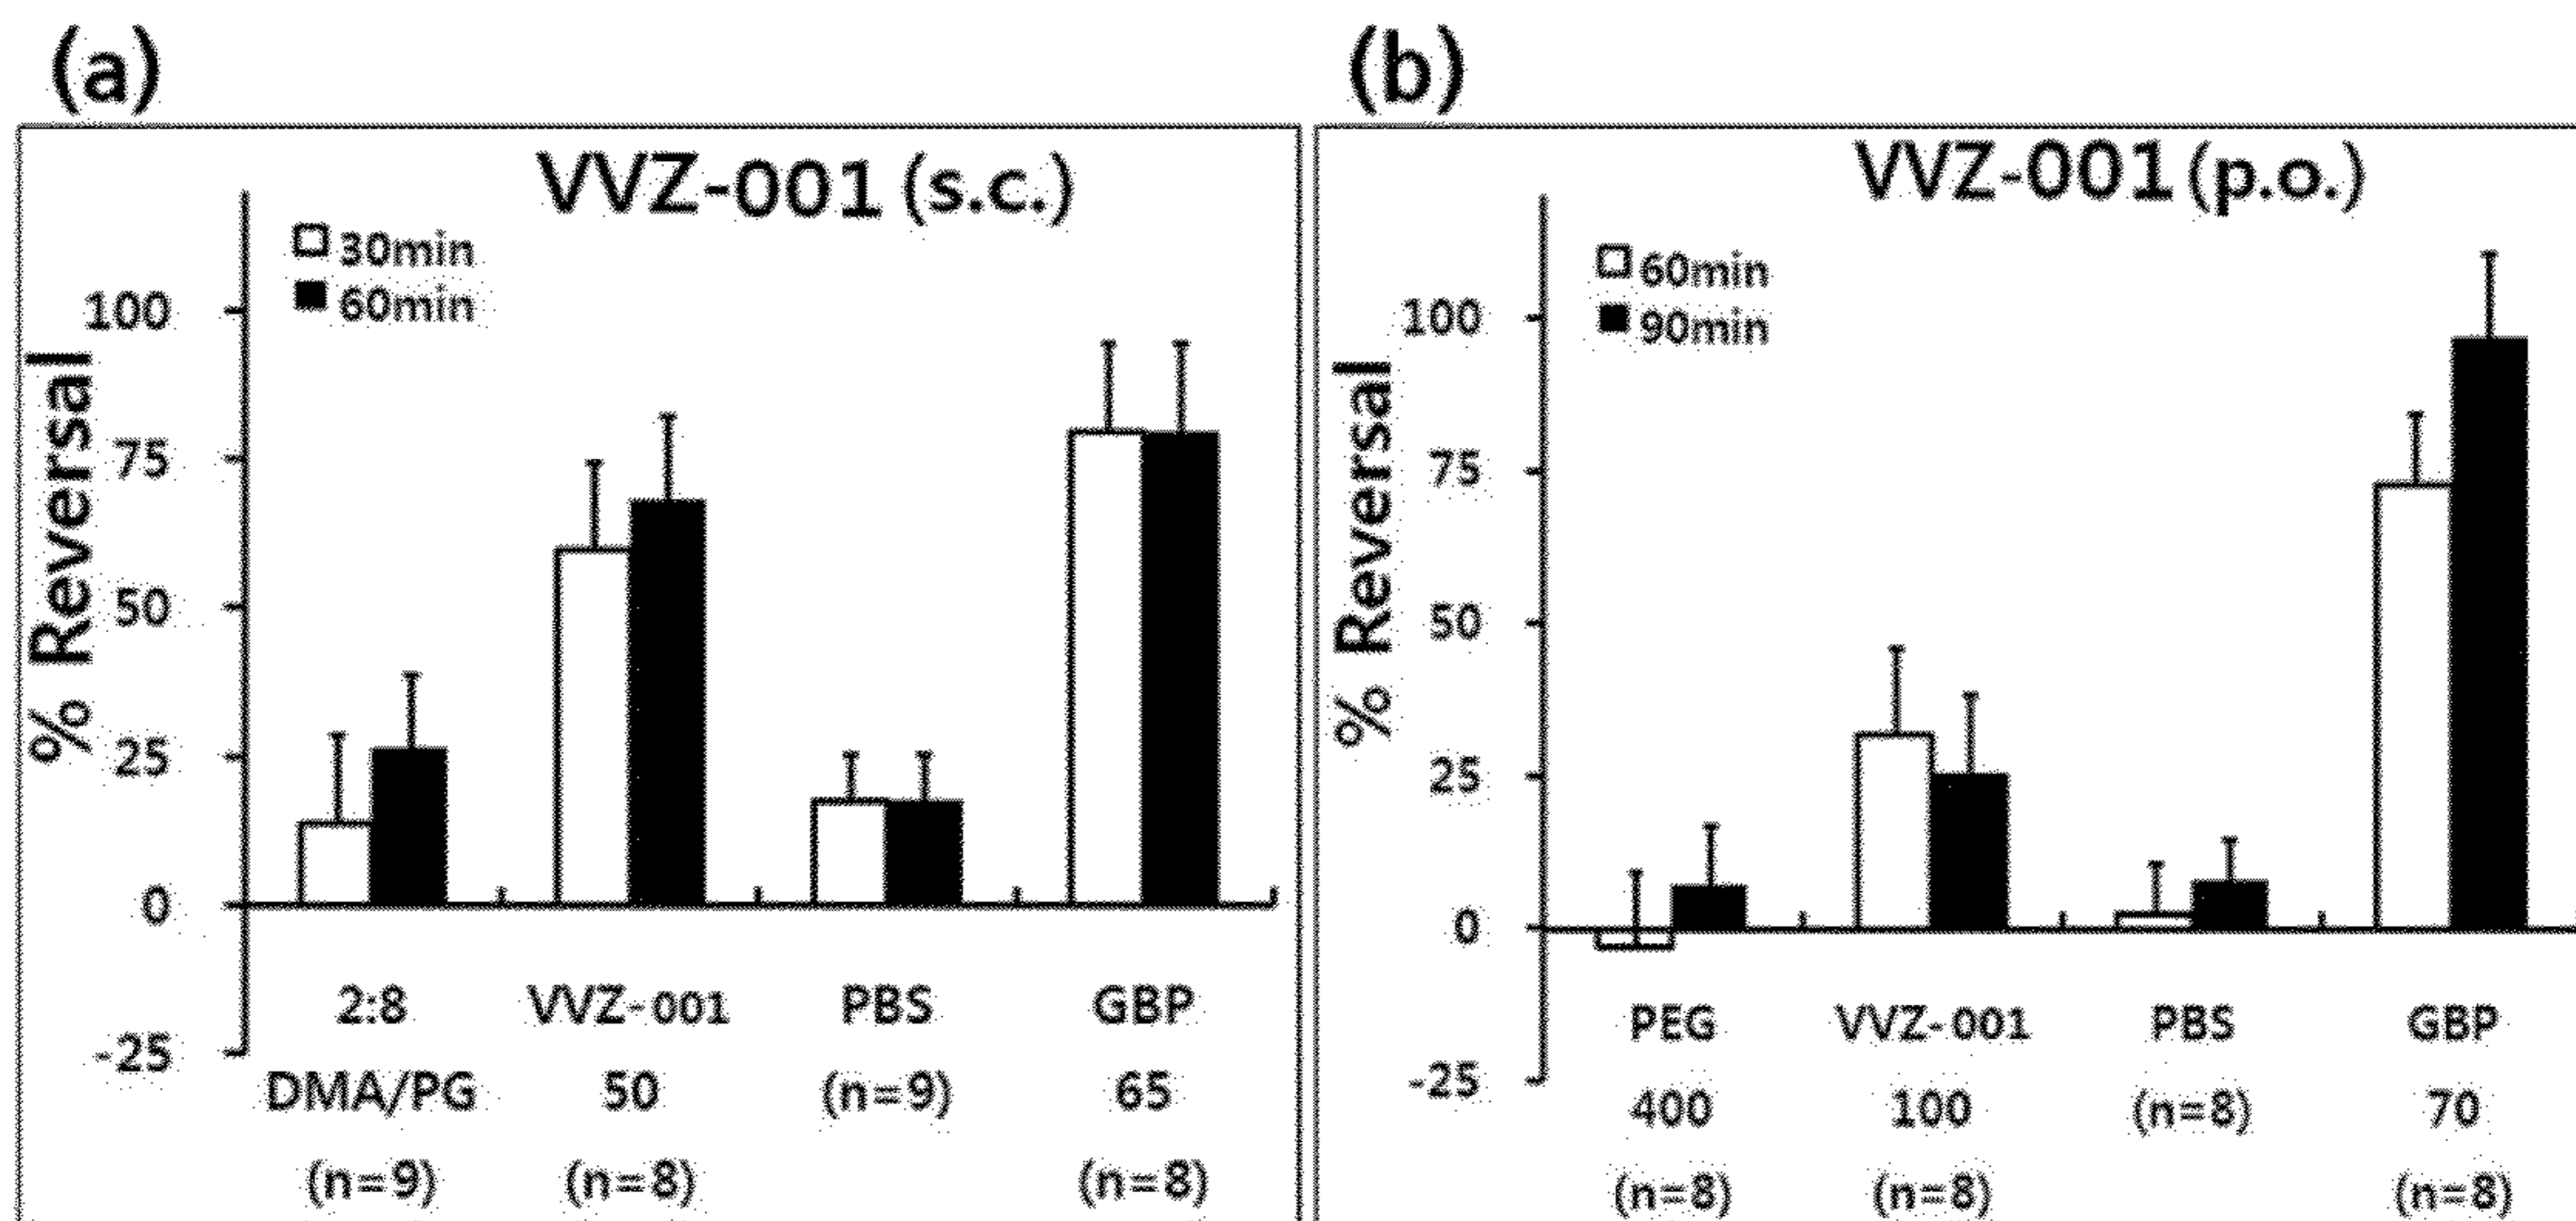 (a)
VVZ-001 (s.c.)
30min
60min
% Reversal
100
75
50
25
0
-25
2:8 VVZ-001 PBS GBP
DMA/PG 50 (n=9) 65
(n=9) (n=8) (n=8)
(b)
VVZ-001 (p.o.)
60min
90min
% Reversal
100
75
50
25
0
-25
PEG VVZ-001 PBS GBP
400 100 (n=8) 70
(n=8) (n=8) (n=8)